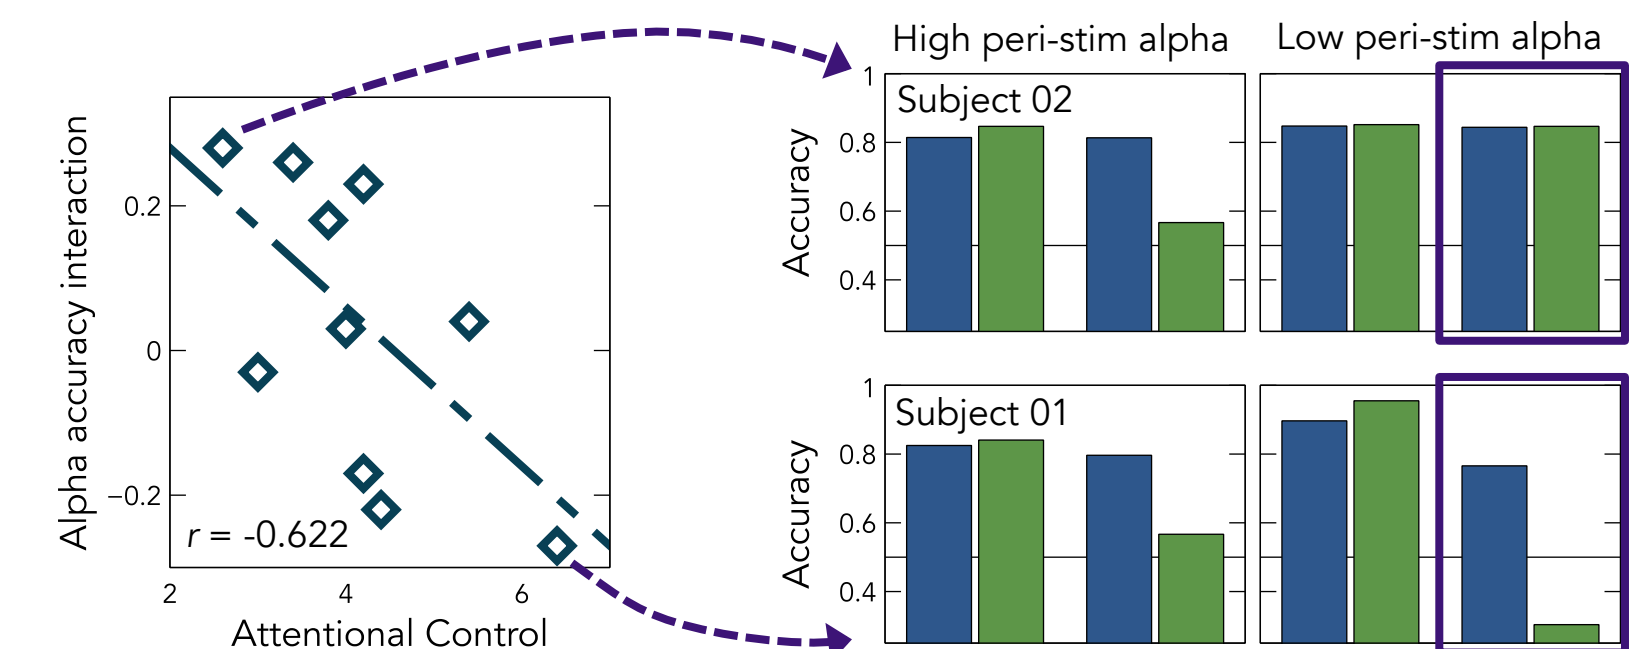 Alpha accuracy interaction
0.2
0
−0.2
r = -0.622
2 4 6
Attentional Control
High peri-stim alpha
Low peri-stim alpha
Accuracy
1
0.8
0.6
0.4
Subject 02
Accuracy
1
0.8
0.6
0.4
Subject 01